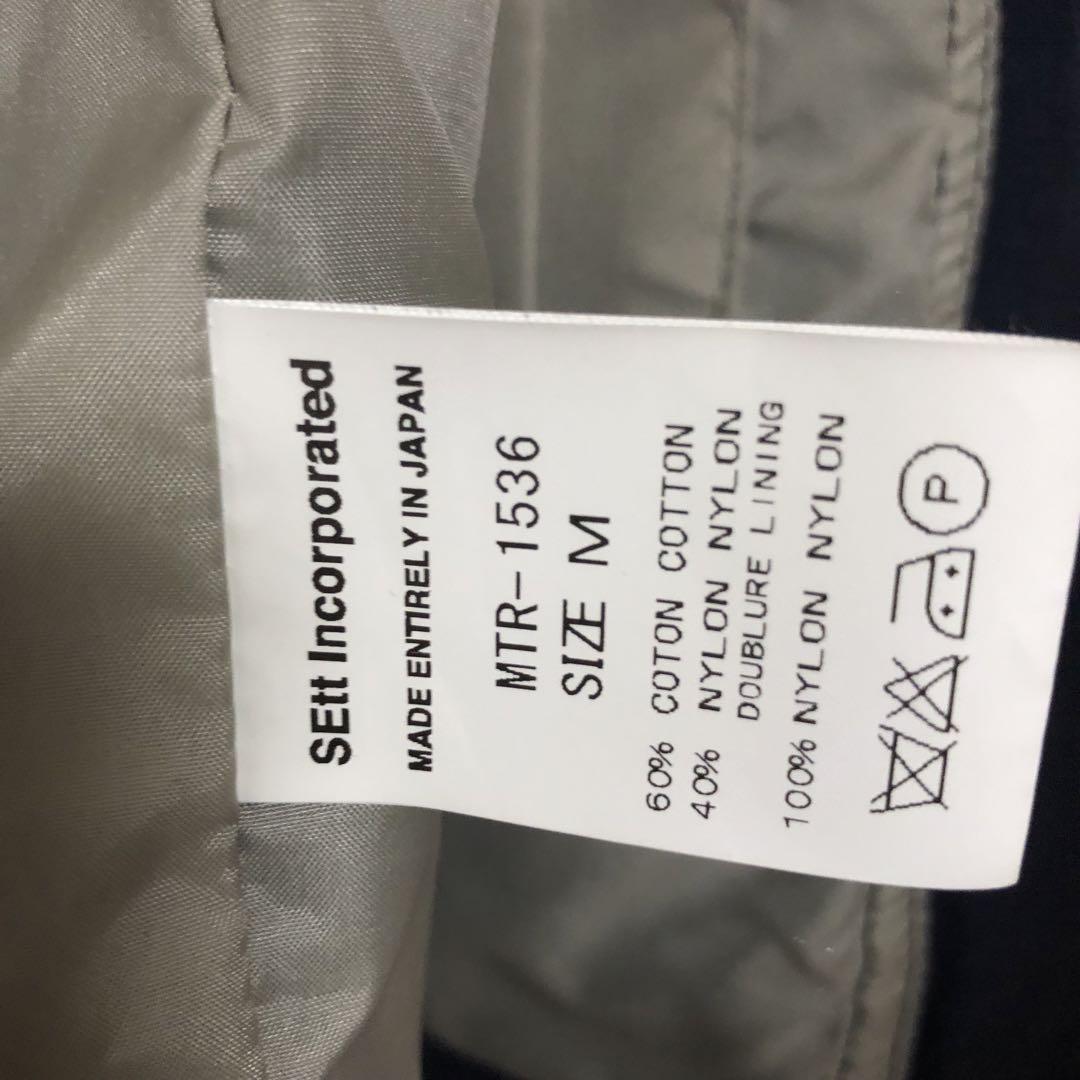 SEtt Incorporated
MADE ENTIRELY IN JAPAN
MTR-1536
SIZE M
60% COTON COTTON
40% NYLON NYLON
DOUBLURE LINING
100% NYLON NYLON
P